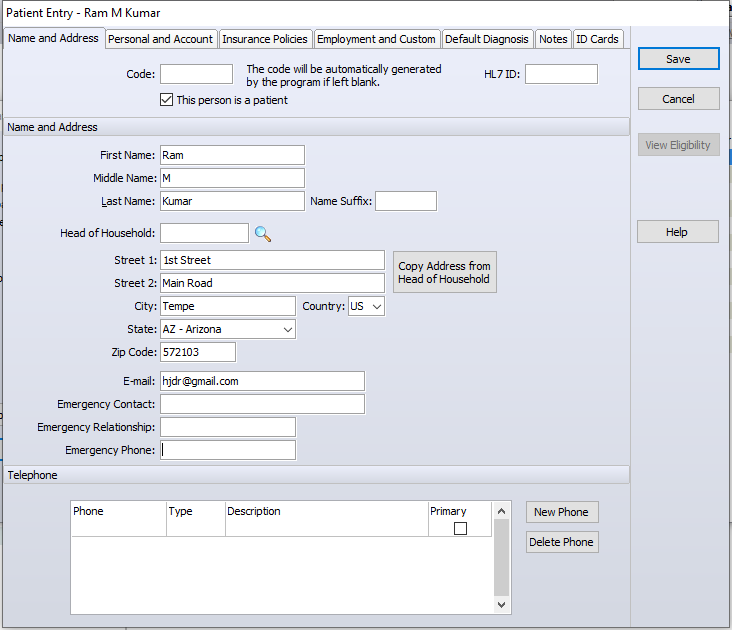 Patient Entry - Ram M Kumar
Name and Address Personal and Account Insurance Policies Employment and Custom Default Diagnosis Notes ID Cards
Save
Code: The code will be automatically generated
by the program if left blank.
HL7 ID:
Cancel
This person is a patient
Name and Address
View Eligibility
First Name: Ram
Middle Name: M
Last Name: Kumar Name Suffix:
Head of Household:
Help
Street 1: 1st Street
Copy Address from
Head of Household
Street 2: Main Road
City: Tempe Country: US
State: AZ - Arizona
Zip Code: 572103
E-mail: hjdr@gmail.com
Emergency Contact:
Emergency Relationship:
Emergency Phone:
Telephone
Phone Type Description Primary
New Phone
Delete Phone